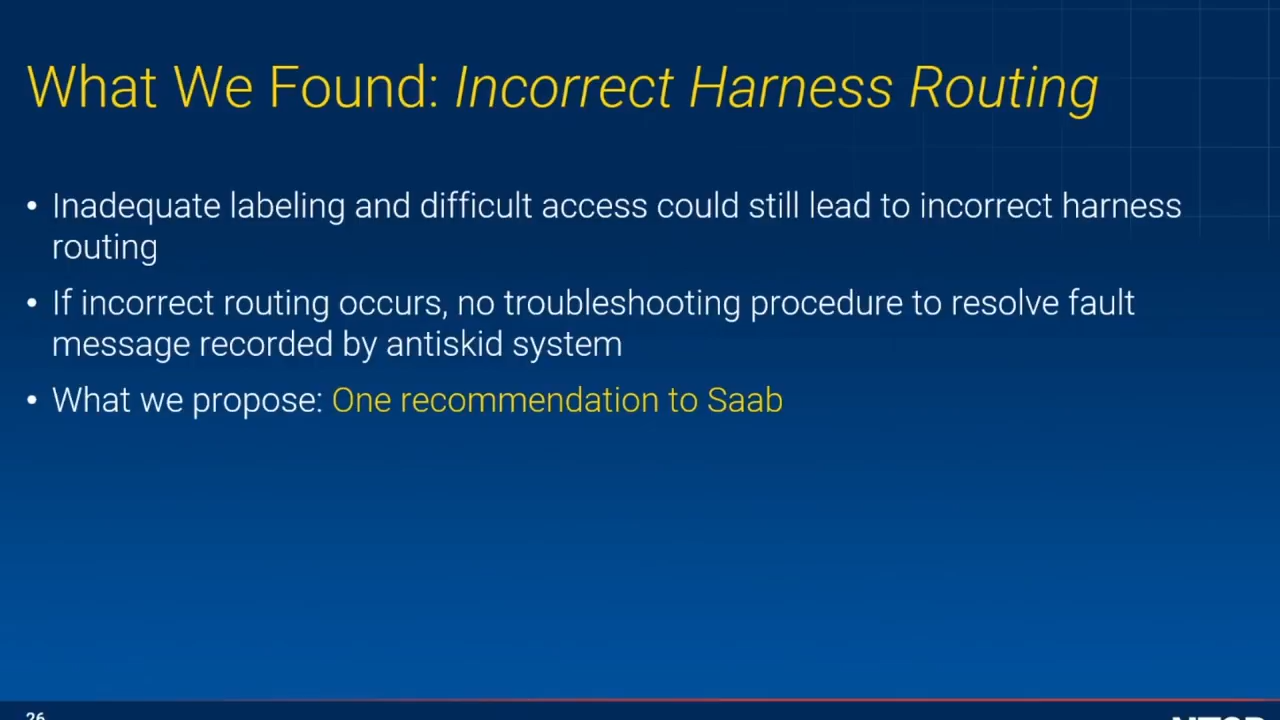 What We Found: Incorrect Harness Routing
• Inadequate labeling and difficult access could still lead to incorrect harness
routing
• If incorrect routing occurs, no troubleshooting procedure to resolve fault
message recorded by antiskid system
• What we propose: One recommendation to Saab
26
NTSB